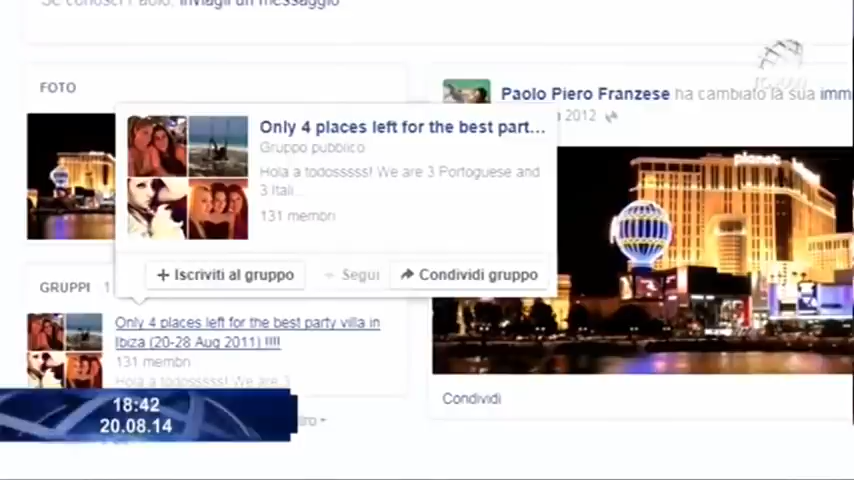 Se conosci Paolo, inviagli un messaggio
FOTO
Only 4 places left for the best part...
Gruppo pubblico
Hola a todosssss! We are 3 Portoguese and
3 Itali...
131 membri
+ Iscriviti al gruppo
Segui
Condividi gruppo
Paolo Piero Franzese ha cambiato la sua imm
2012
planet
GRUPPI 1
Only 4 places left for the best party villa in
Ibiza (20-28 Aug 2011) !!!!
131 membri
Hola a todosssss! We are 3
Condividi
18:42
20.08.14